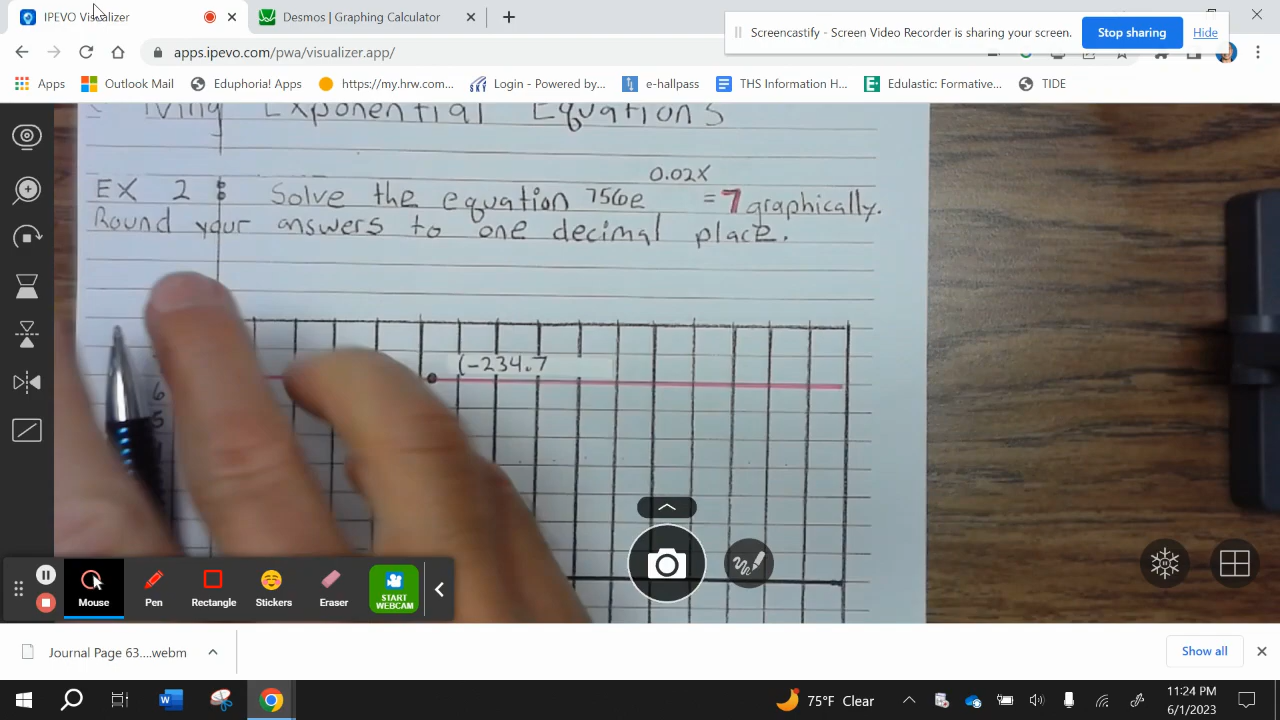 IPEVO Visualizer
Desmos | Graphing Calculator
Screencastify - Screen Video Recorder is sharing your screen.
Stop sharing
Hide
apps.ipevo.com/pwa/visualizer.app/
Apps
Outlook Mail
Eduphoria! Apps
https://my.hrw.com...
Login - Powered by...
e-hallpass
THS Information H...
Edulastic: Formative...
TIDE
Exponential Equations
EX 2 : Solve the equation 756e^0.02X = 7 graphically.
Round your answers to one decimal place.
(-234.7
6
5
Mouse
Pen
Rectangle
Stickers
Eraser
START WEBCAM
Journal Page 63....webm
Show all
75°F Clear
11:24 PM
6/1/2023